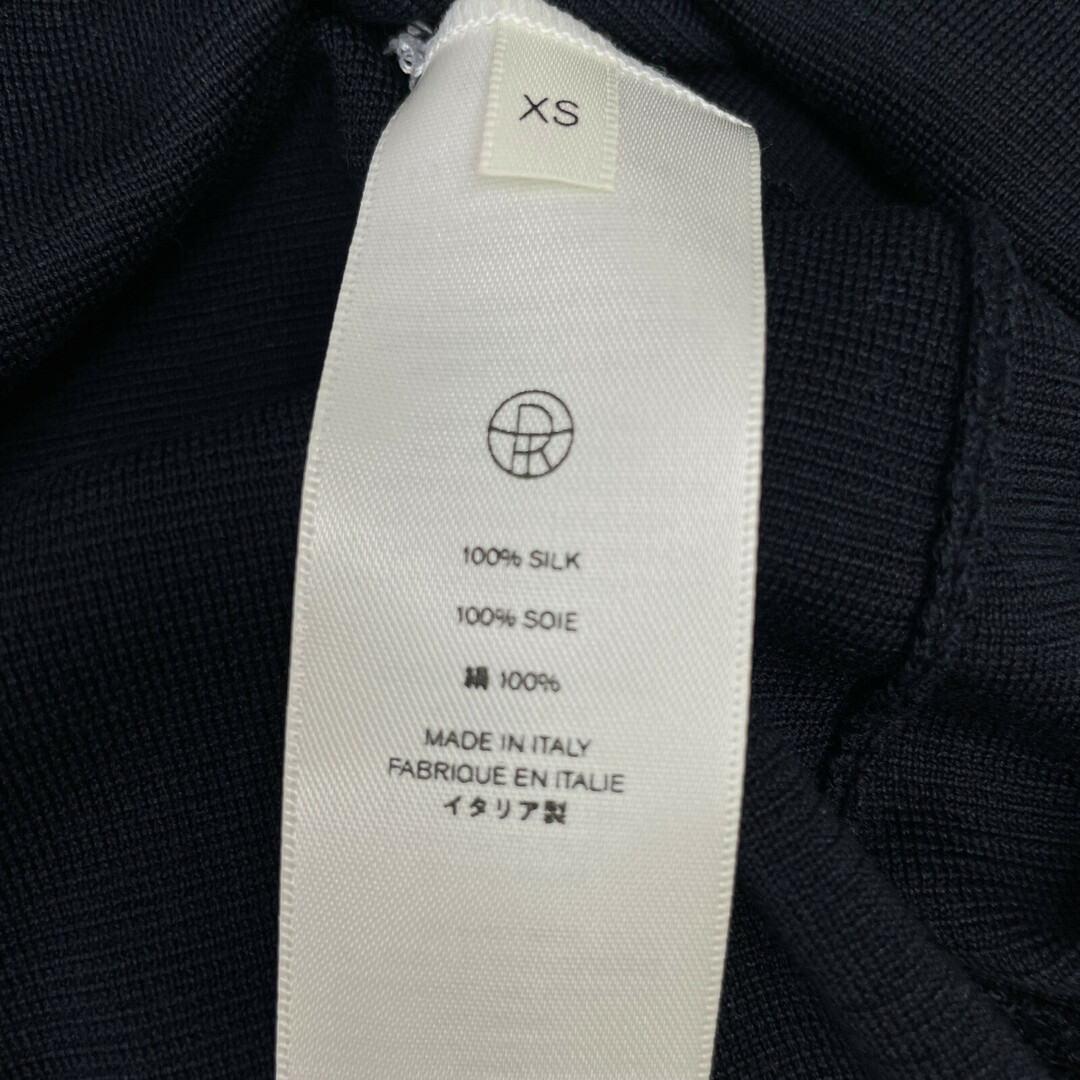 XS
100% SILK
100% SOIE
絹 100%
MADE IN ITALY
FABRIQUE EN ITALIE
イタリア製